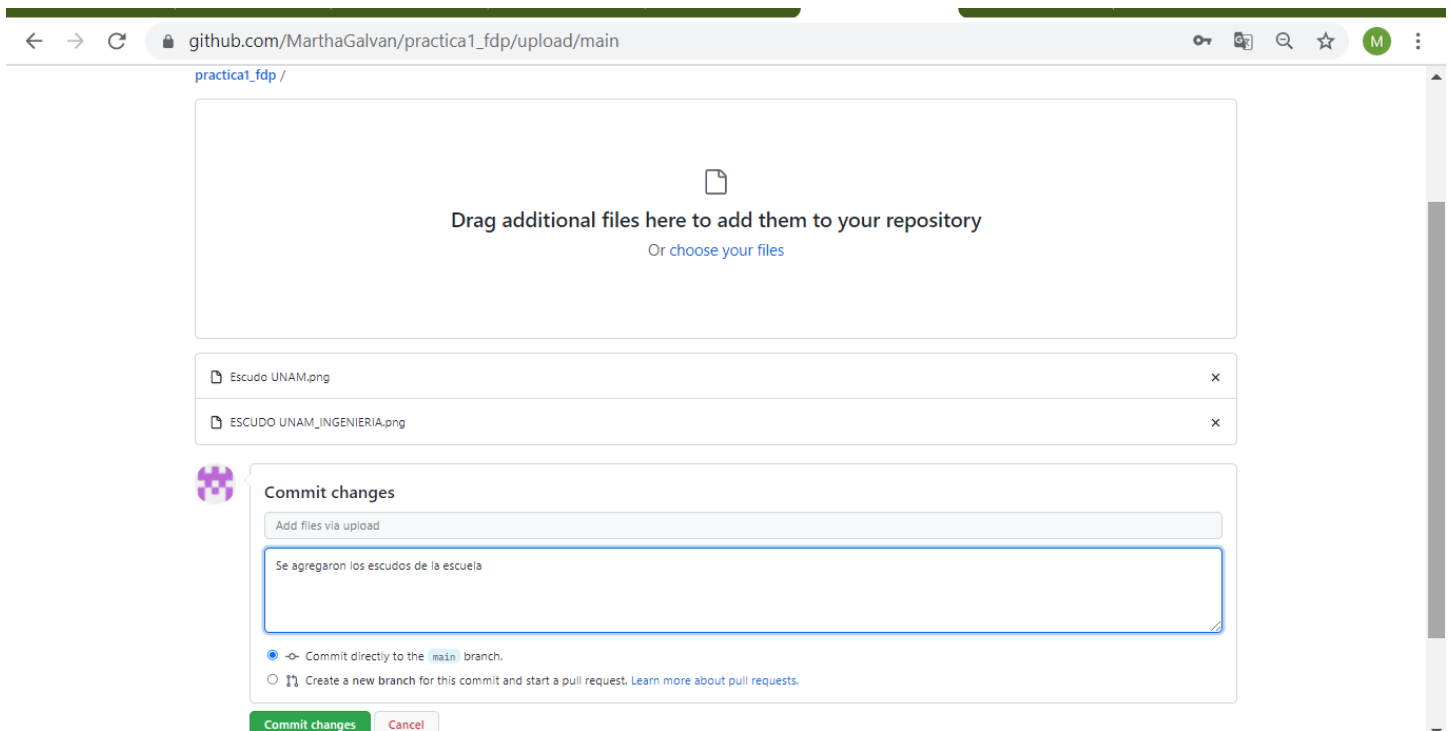 github.com/MarthaGalvan/practica1_fdp/upload/main
M
practica1_fdp /
Drag additional files here to add them to your repository
Or choose your files
Escudo UNAM.png
ESCUDO UNAM_INGENIERIA.png
Commit changes
Add files via upload
Se agregaron los escudos de la escuela
Commit directly to the main branch.
Create a new branch for this commit and start a pull request. Learn more about pull requests.
Commit changes Cancel